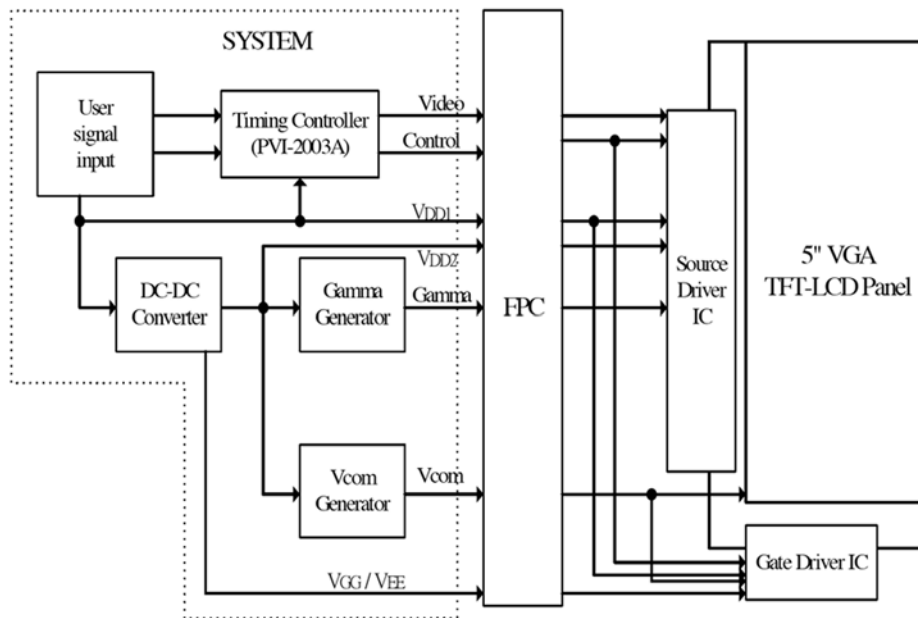 SYSTEM
User
signal
input
Timing Controller
(PVI-2003A)
Video
Control
VDD1
VDD2
DC-DC
Converter
Gamma
Generator
Gamma
Vcom
Generator
Vcom
VGG / VEE
FPC
Source
Driver
IC
5" VGA
TFT-LCD Panel
Gate Driver IC